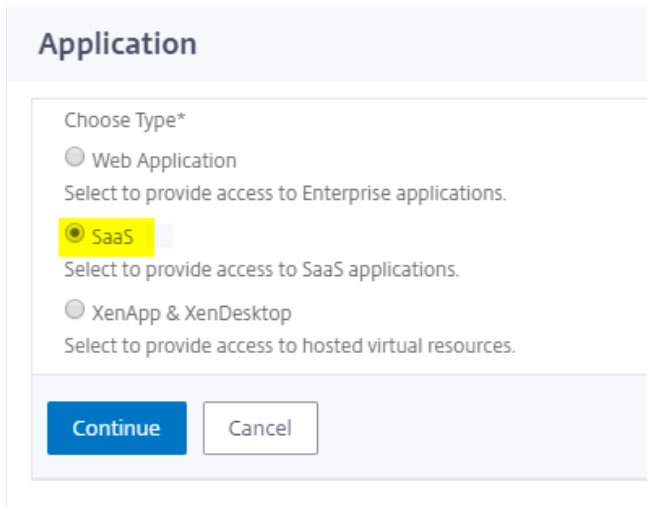 Application
Choose Type*
Web Application
Select to provide access to Enterprise applications.
SaaS
Select to provide access to SaaS applications.
XenApp & XenDesktop
Select to provide access to hosted virtual resources.
Continue
Cancel